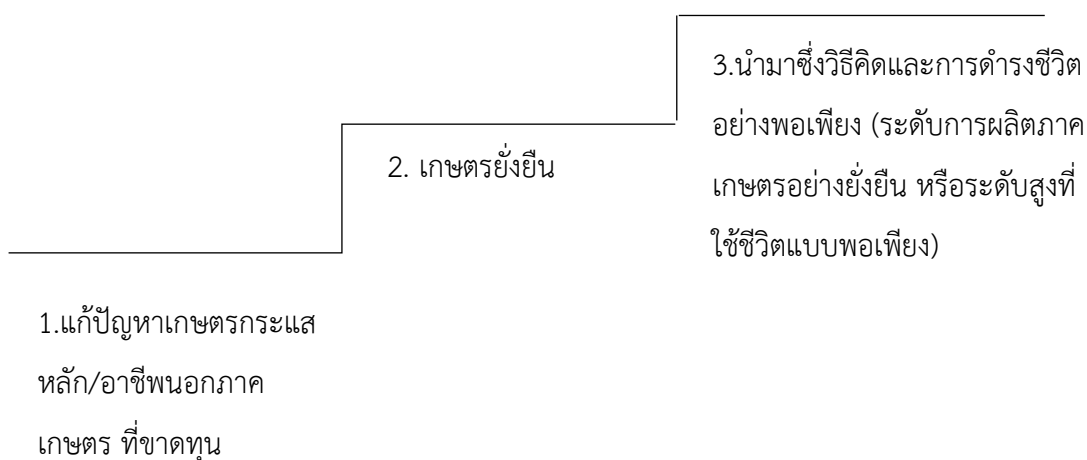 3.นำมาซึ่งวิธีคิดและการดำรงชีวิต
อย่างพอเพียง (ระดับการผลิตภาค
เกษตรอย่างยั่งยืน หรือระดับสูงที่
ใช้ชีวิตแบบพอเพียง)
2. เกษตรยั่งยืน
1.แก้ปัญหาเกษตรกระแส
หลัก/อาชีพนอกภาค
เกษตร ที่ขาดทุน